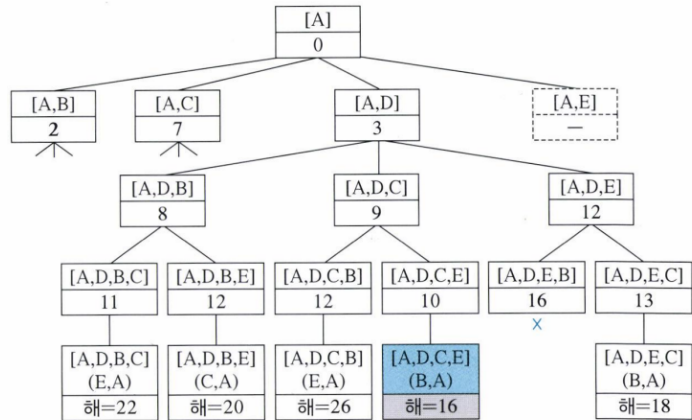 [A]
0
[A,B]
2
[A,C]
7
[A,D]
3
[A,E]
—
[A,D,B]
8
[A,D,C]
9
[A,D,E]
12
[A,D,B,C]
11
[A,D,B,E]
12
[A,D,C,B]
12
[A,D,C,E]
10
[A,D,E,B]
16
X
[A,D,E,C]
13
[A,D,B,C]
(E,A)
해=22
[A,D,B,E]
(C,A)
해=20
[A,D,C,B]
(E,A)
해=26
[A,D,C,E]
(B,A)
해=16
[A,D,E,C]
(B,A)
해=18